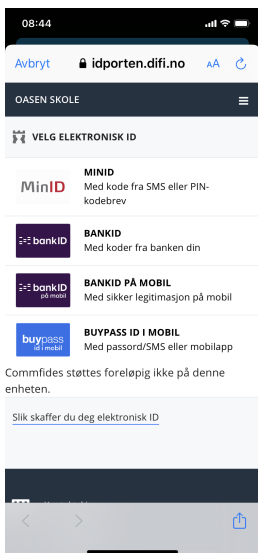 08:44
Avbryt idporten.difi.no AA
OASEN SKOLE
VELG ELEKTRONISK ID
MinID
MINID
Med kode fra SMS eller PIN-
kodebrev
bankID
BANKID
Med koder fra banken din
bankID
på mobil
BANKID PÅ MOBIL
Med sikker legitimasjon på mobil
buypass
id i mobil
BUYPASS ID I MOBIL
Med passord/SMS eller mobilapp
Commfides støttes foreløpig ikke på denne
enheten.
Slik skaffer du deg elektronisk ID